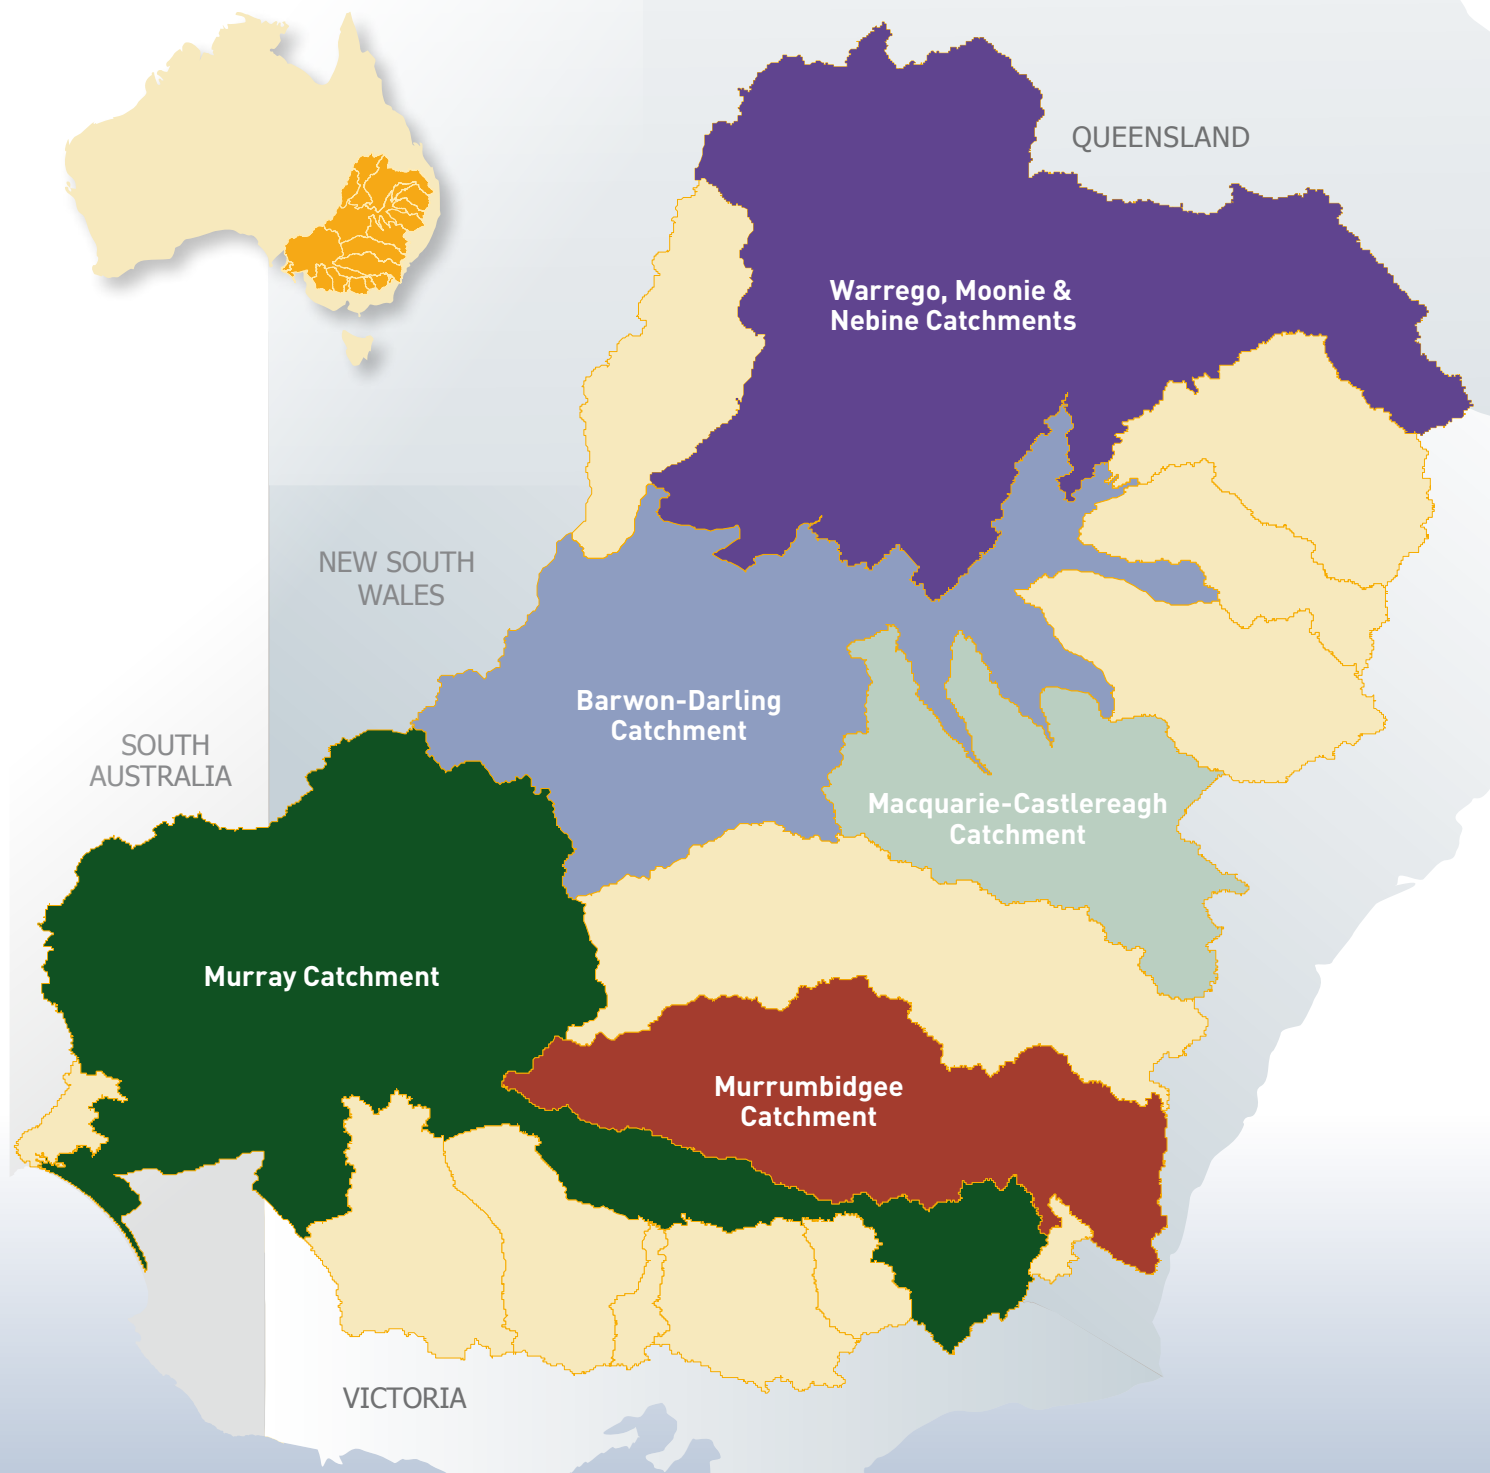 QUEENSLAND
Warrego, Moonie &
Nebine Catchments
NEW SOUTH
WALES
Barwon-Darling
Catchment
SOUTH
AUSTRALIA
Macquarie-Castlereagh
Catchment
Murray Catchment
Murrumbidgee
Catchment
VICTORIA